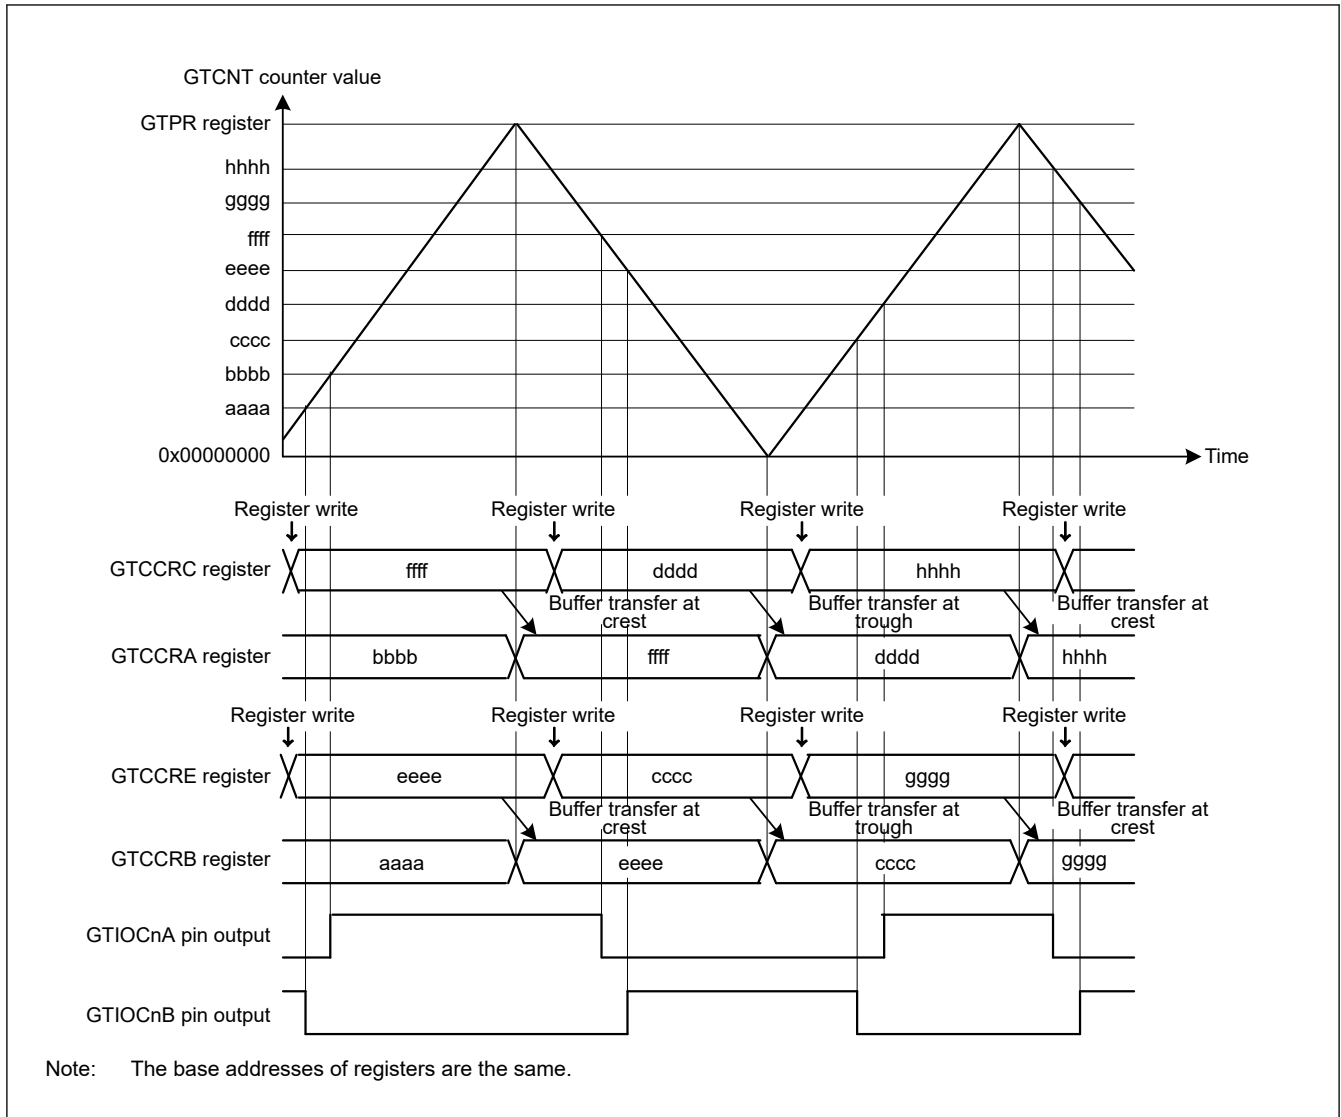 GTCNT counter value
GTPR register
hhhh
gggg
ffff
eeee
dddd
cccc
bbbb
aaaa
0x00000000
Time
Register write Register write Register write Register write
GTCCRC register ffff dddd hhhh
Buffer transfer at Buffer transfer at Buffer transfer at
crest trough crest
GTCCRA register bbbb ffff dddd hhhh
Register write Register write Register write Register write
GTCCRE register eeee cccc gggg
Buffer transfer at Buffer transfer at Buffer transfer at
crest trough crest
GTCCRB register aaaa eeee cccc gggg
GTIOCnA pin output
GTIOCnB pin output
Note: The base addresses of registers are the same.